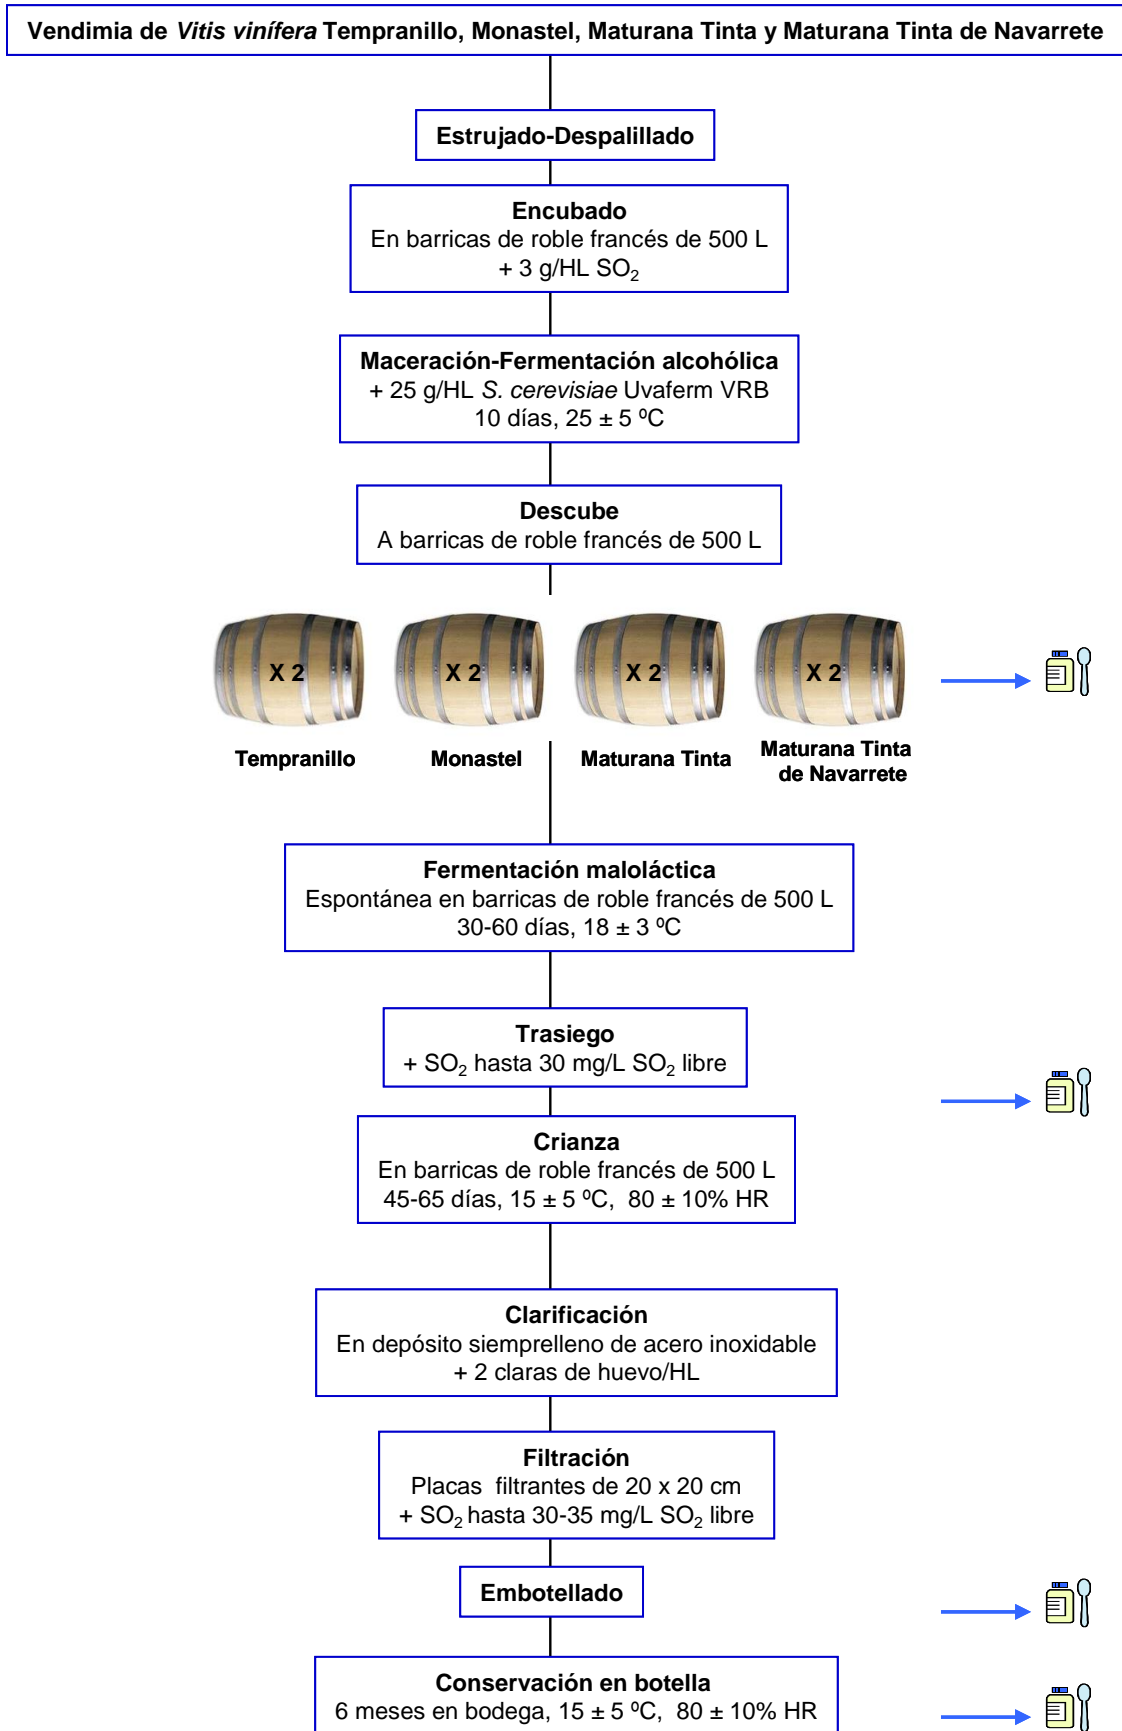 Vendimia de Vitis vinífera Tempranillo, Monastel, Maturana Tinta y Maturana Tinta de Navarrete
Estrujado-Despalillado
Encubado
En barricas de roble francés de 500 L
+ 3 g/HL SO₂
Maceración-Fermentación alcohólica
+ 25 g/HL S. cerevisiae Uvaferm VRB
10 días, 25 ± 5 ºC
Descube
A barricas de roble francés de 500 L
X 2 X 2 X 2 X 2
Tempranillo Monastel Maturana Tinta Maturana Tinta
de Navarrete
Fermentación maloláctica
Espontánea en barricas de roble francés de 500 L
30-60 días, 18 ± 3 ºC
Trasiego
+ SO₂ hasta 30 mg/L SO₂ libre
Crianza
En barricas de roble francés de 500 L
45-65 días, 15 ± 5 ºC, 80 ± 10% HR
Clarificación
En depósito siemprelleno de acero inoxidable
+ 2 claras de huevo/HL
Filtración
Placas filtrantes de 20 x 20 cm
+ SO₂ hasta 30-35 mg/L SO₂ libre
Embotellado
Conservación en botella
6 meses en bodega, 15 ± 5 ºC, 80 ± 10% HR